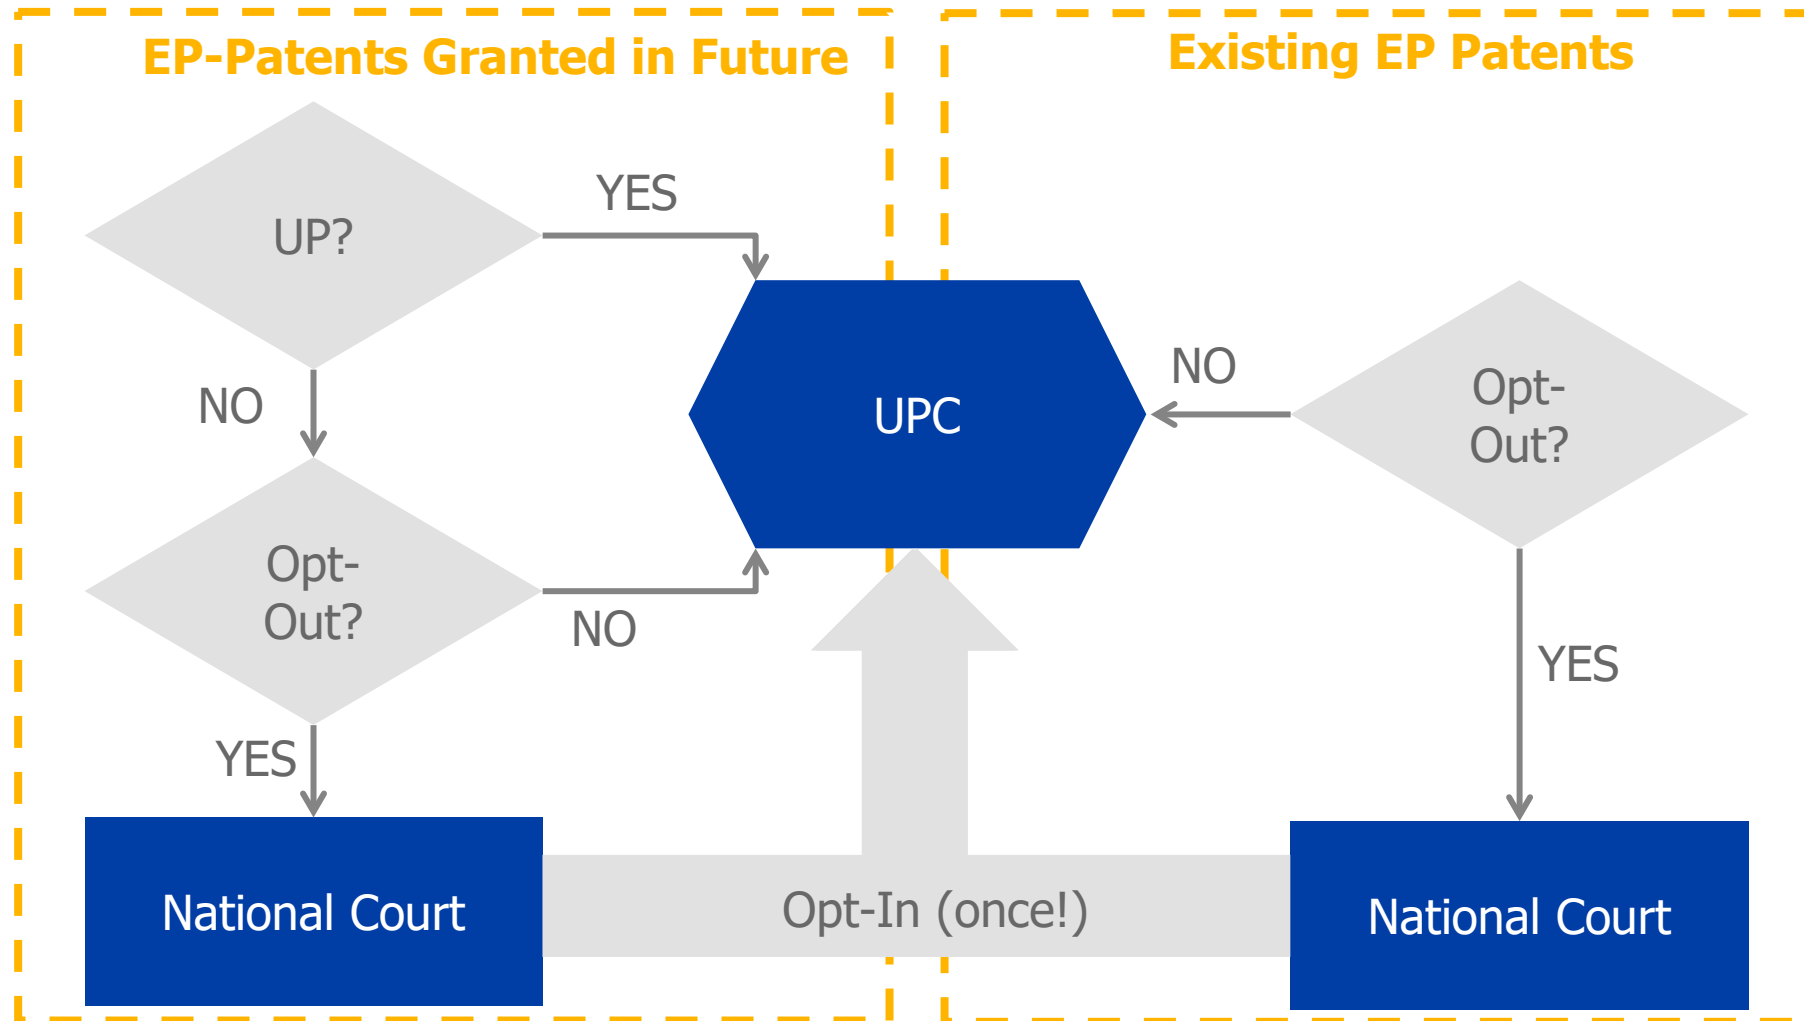 EP-Patents Granted in Future
Existing EP Patents
UP?
YES
NO
UPC
NO
Opt-
Out?
Opt-
Out?
NO
YES
YES
National Court
Opt-In (once!)
National Court